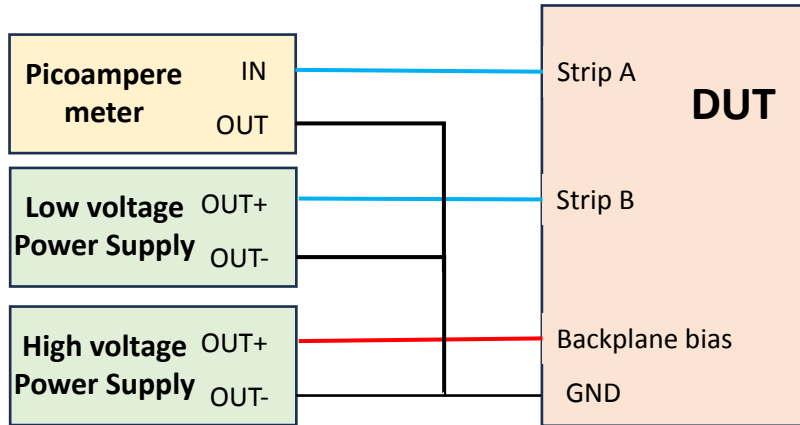 Picoampere
meter
IN
OUT
Low voltage
Power Supply
OUT+
OUT-
High voltage
Power Supply
OUT+
OUT-
Strip A
DUT
Strip B
Backplane bias
GND